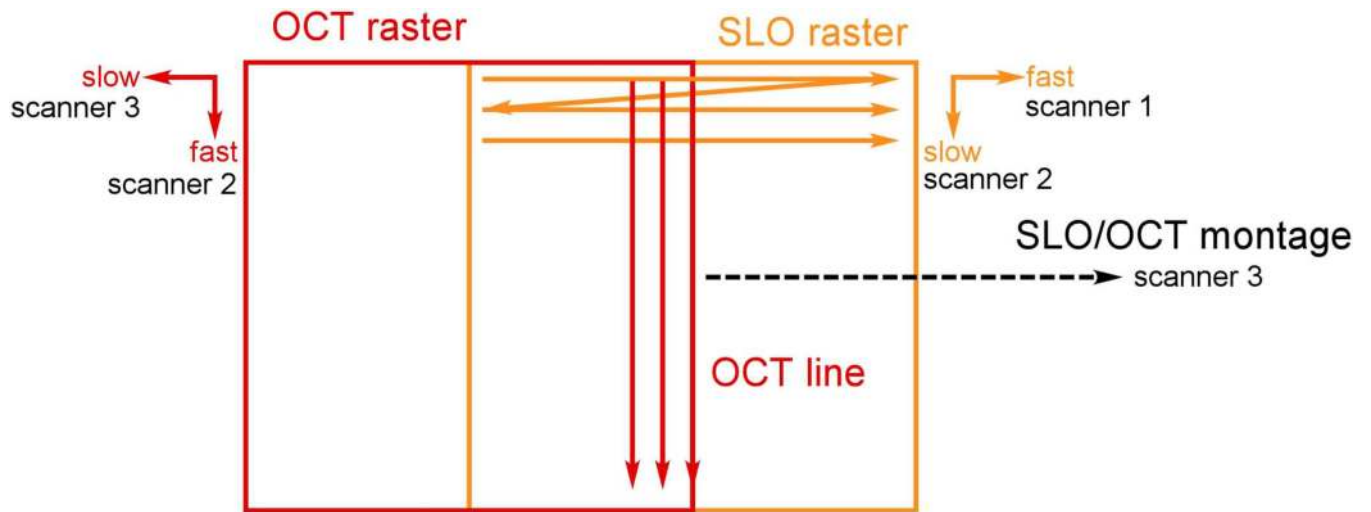 OCT raster
SLO raster
slow
scanner 3
fast
scanner 2
fast
scanner 1
slow
scanner 2
SLO/OCT montage
scanner 3
OCT line